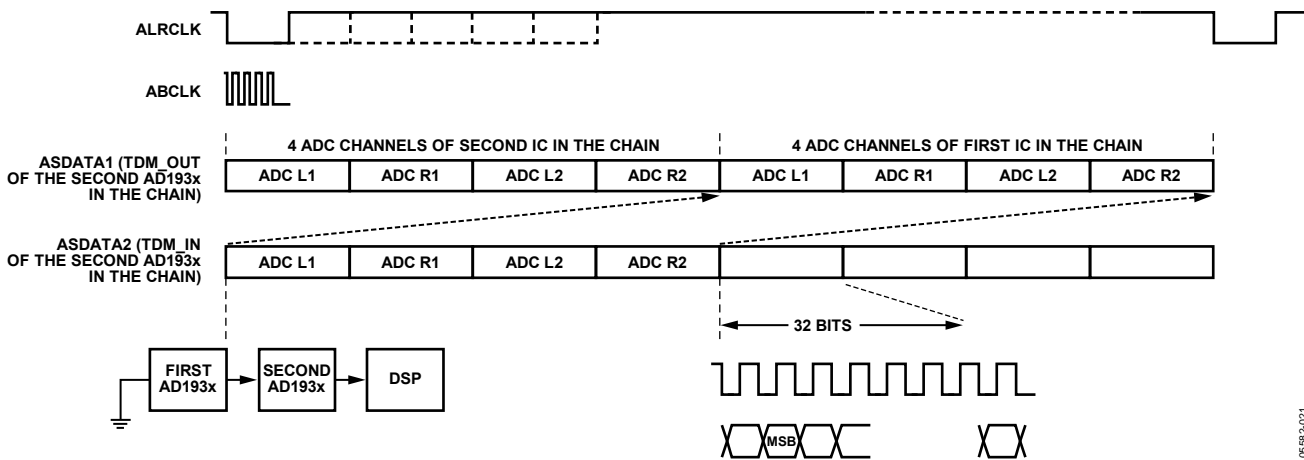 ALRCLK
ABCLK
4 ADC CHANNELS OF SECOND IC IN THE CHAIN
4 ADC CHANNELS OF FIRST IC IN THE CHAIN
ASDATA1 (TDM_OUT
OF THE SECOND AD193x
IN THE CHAIN)
ADC L1 ADC R1 ADC L2 ADC R2 ADC L1 ADC R1 ADC L2 ADC R2
ASDATA2 (TDM_IN
OF THE SECOND AD193x
IN THE CHAIN)
ADC L1 ADC R1 ADC L2 ADC R2
32 BITS
FIRST
AD193x
SECOND
AD193x
DSP
MSB
05582-021